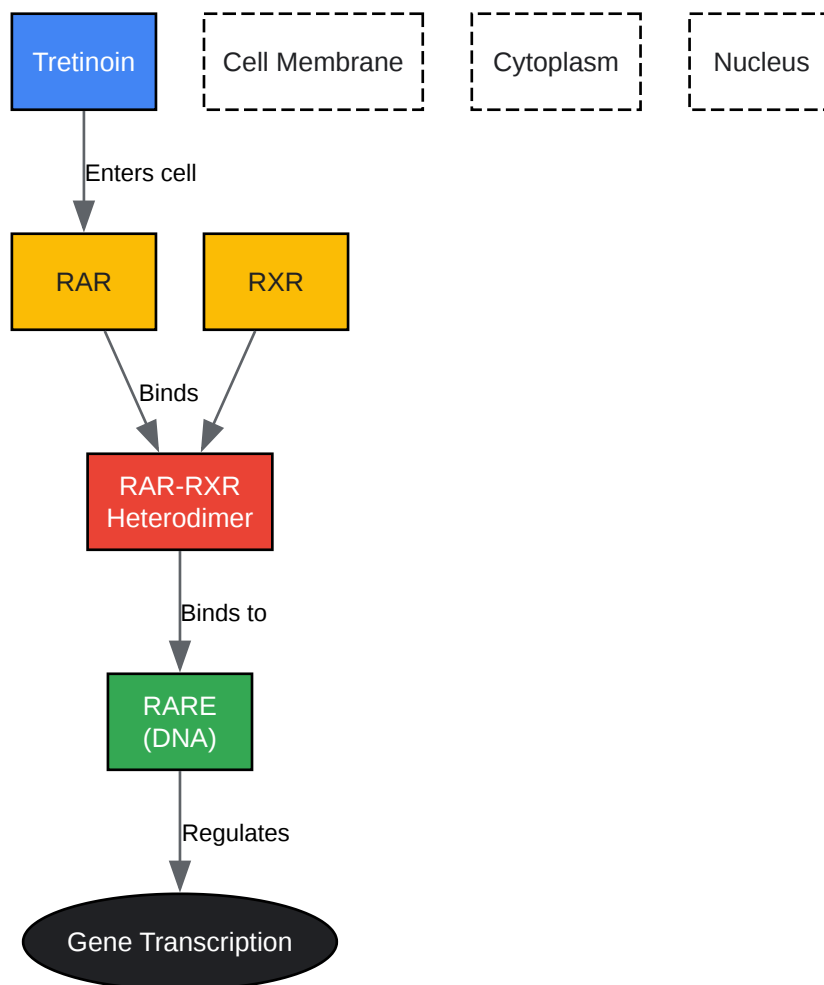 Tretinoin
Cell Membrane
Cytoplasm
Nucleus
Enters cell
RAR
RXR
Binds
RAR-RXR
Heterodimer
Binds to
RARE
(DNA)
Regulates
Gene Transcription